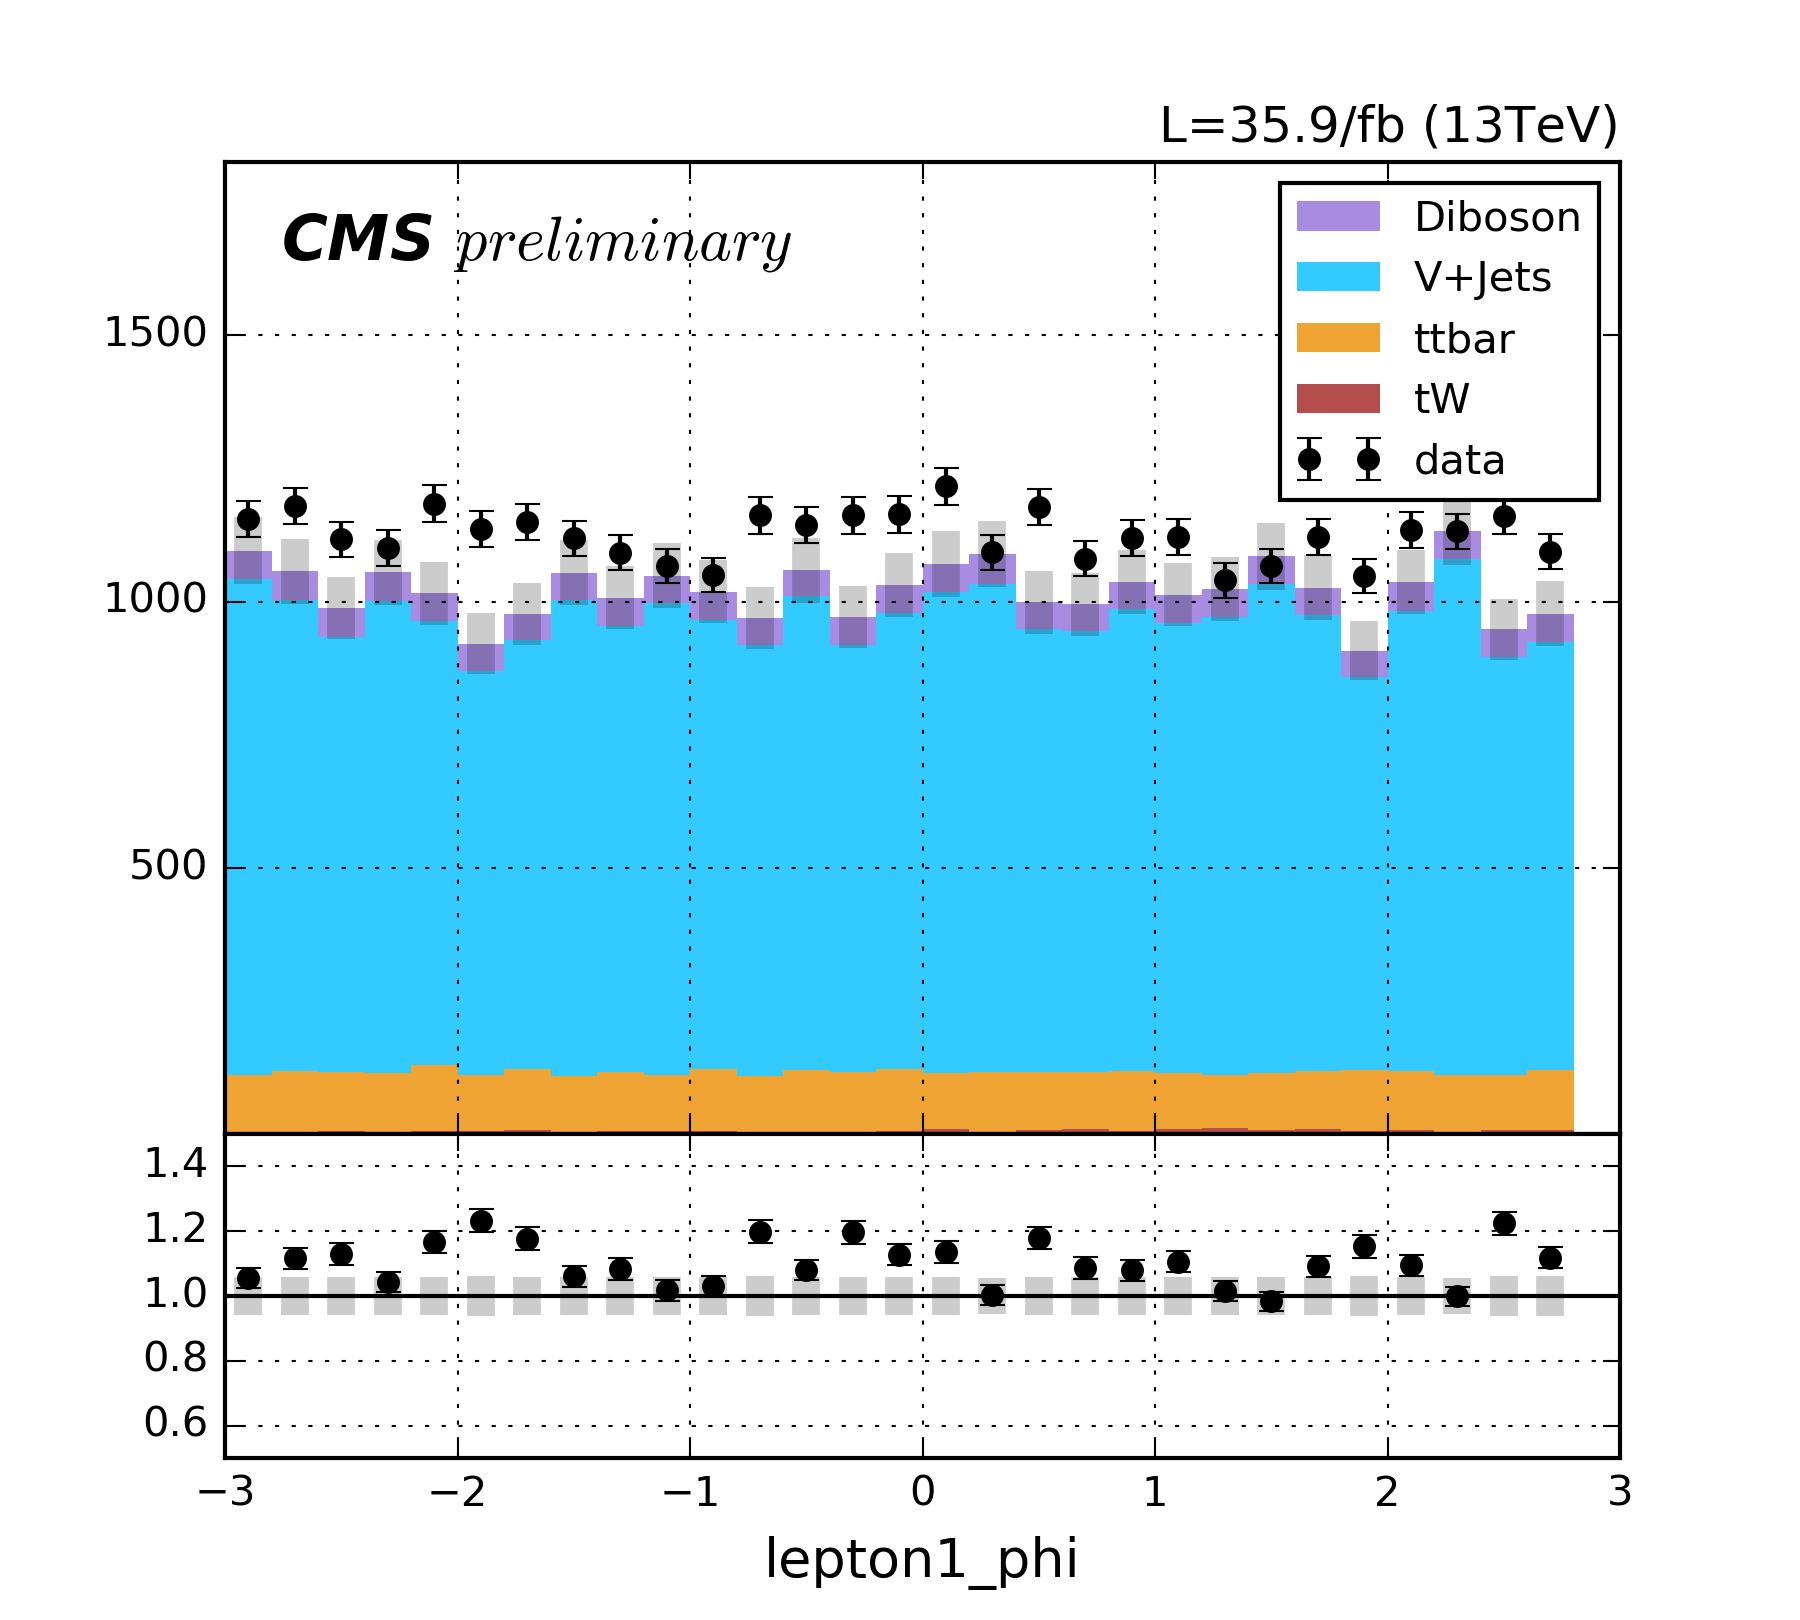 L=35.9/fb (13TeV)
CMS preliminary
Diboson
V+Jets
ttbar
tW
data
1500
1000
500
1.4
1.2
1.0
0.8
0.6
−3 −2 −1 0 1 2 3
lepton1_phi